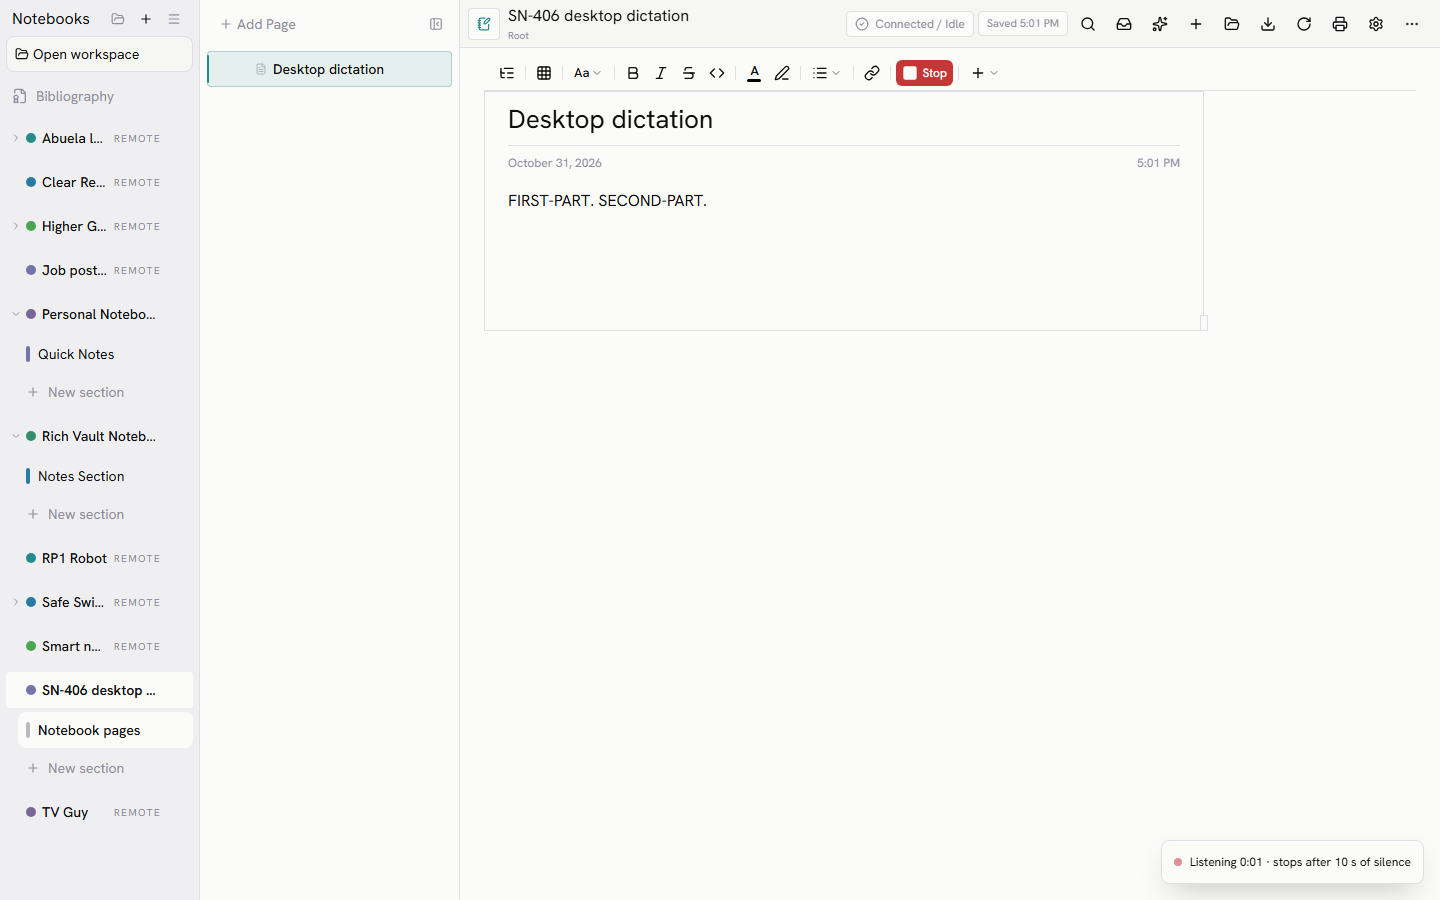 Notebooks
Open workspace
Bibliography
Abuela l... REMOTE
Clear Re... REMOTE
Higher G... REMOTE
Job post... REMOTE
Personal Notebo...
Quick Notes
New section
Rich Vault Noteb...
Notes Section
New section
RP1 Robot REMOTE
Safe Swi... REMOTE
Smart n... REMOTE
SN-406 desktop ...
Notebook pages
New section
TV Guy REMOTE
Add Page
Desktop dictation
SN-406 desktop dictation
Root
Connected / Idle
Saved 5:01 PM
Aa
B
I
S
A
Stop
Desktop dictation
October 31, 2026
5:01 PM
FIRST-PART. SECOND-PART.
Listening 0:01 · stops after 10 s of silence